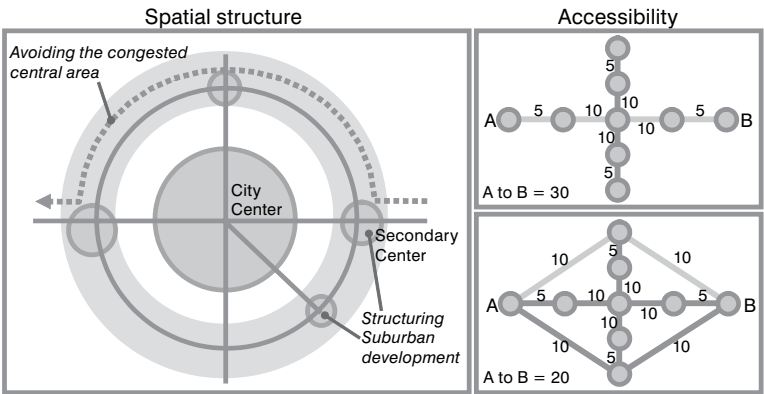 Spatial structure
Avoiding the congested
central area
City
Center
Secondary
Center
Structuring
Suburban
development
Accessibility
5
10
A
5
10
10
5
B
10
5
A to B = 30
10
10
5
A
5
10
10
10
5
B
10
10
5
10
A to B = 20